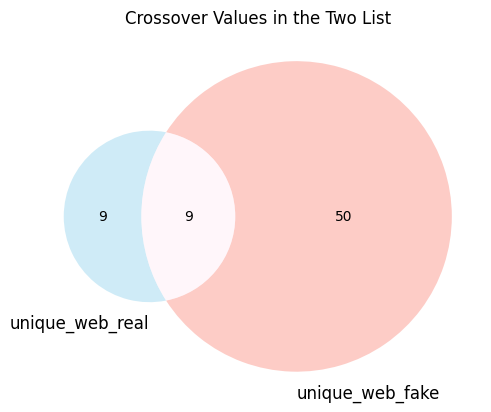 Crossover Values in the Two List
9
9
50
unique_web_real
unique_web_fake